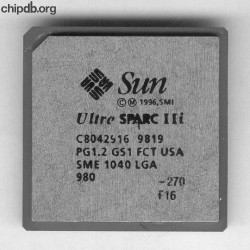 chipdb.org
Sun
© M 1996, SMI
Ultra SPARC IIi
C8042516 9819
PG1.2 GS1 FCT USA
SME 1040 LGA
980
-270
F16